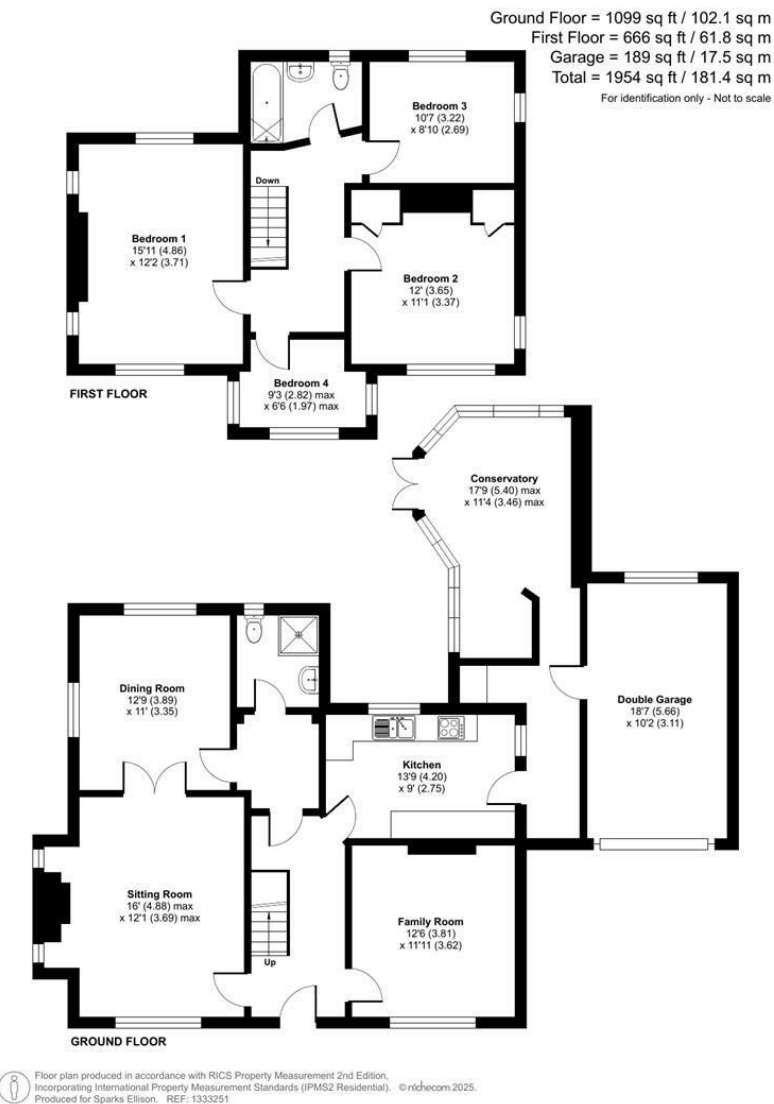 Ground Floor = 1099 sq ft / 102.1 sq m
First Floor = 666 sq ft / 61.8 sq m
Garage = 189 sq ft / 17.5 sq m
Total = 1954 sq ft / 181.4 sq m
For identification only - Not to scale
Bedroom 3
10'7 (3.22)
x 8'10 (2.69)
Down
Bedroom 1
15'11 (4.86)
x 12'2 (3.71)
Bedroom 2
12' (3.65)
x 11'1 (3.37)
Bedroom 4
9'3 (2.82) max
x 6'6 (1.97) max
FIRST FLOOR
Conservatory
17'9 (5.40) max
x 11'4 (3.46) max
Dining Room
12'9 (3.89)
x 11' (3.35)
Double Garage
18'7 (5.66)
x 10'2 (3.11)
Kitchen
13'9 (4.20)
x 9' (2.75)
Sitting Room
16' (4.88) max
x 12'1 (3.69) max
Family Room
12'6 (3.81)
x 11'11 (3.62)
Up
GROUND FLOOR
Floor plan produced in accordance with RICS Property Measurement 2nd Edition,
Incorporating International Property Measurement Standards (IPMS2 Residential). © nichecom 2025.
Produced for Sparks Ellison. REF: 1333251